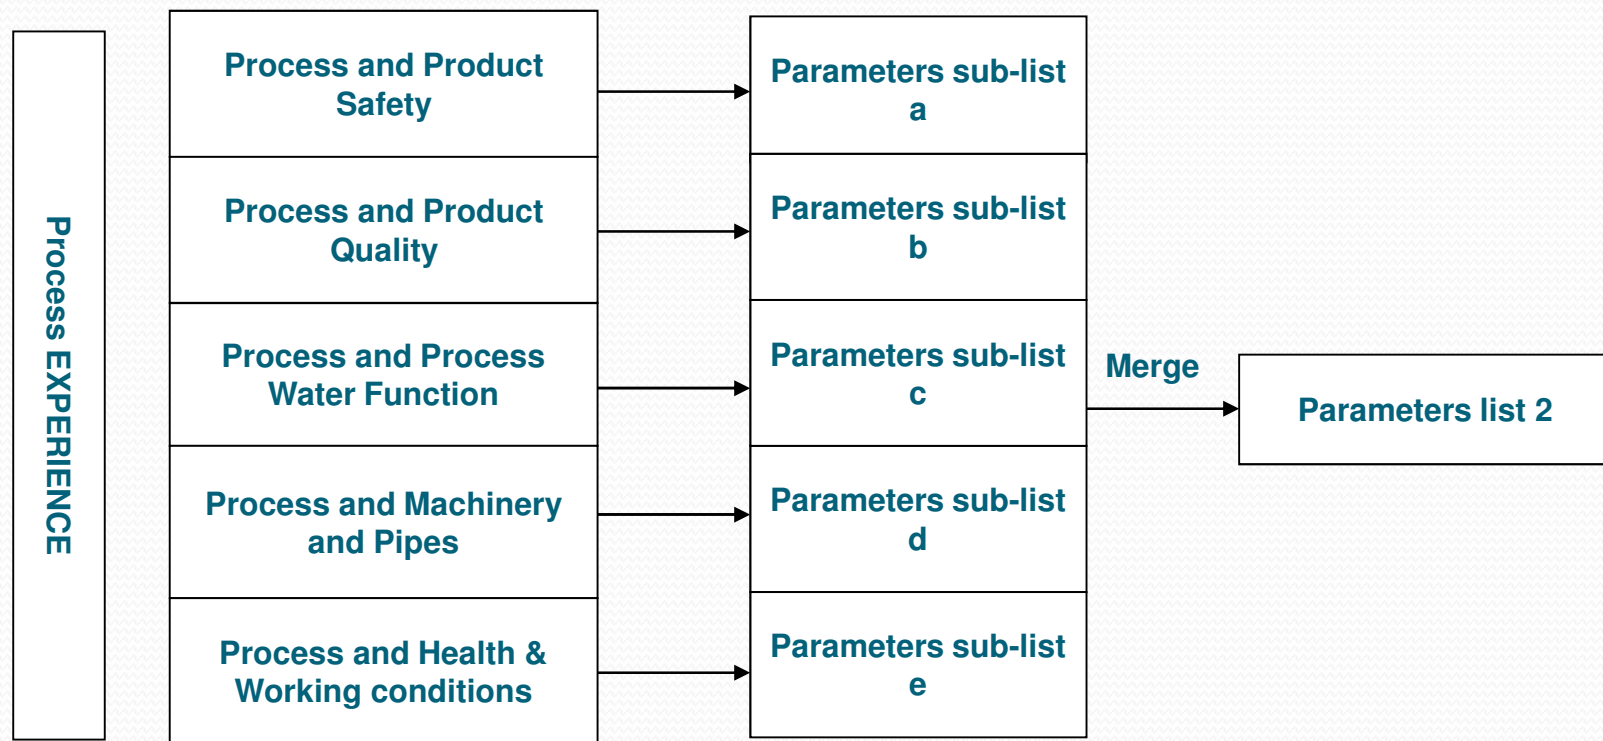 Process EXPERIENCE
Process and Product
Safety
Parameters sub-list
a
Process and Product
Quality
Parameters sub-list
b
Process and Process
Water Function
Parameters sub-list
c
Merge
Parameters list 2
Process and Machinery
and Pipes
Parameters sub-list
d
Process and Health &
Working conditions
Parameters sub-list
e